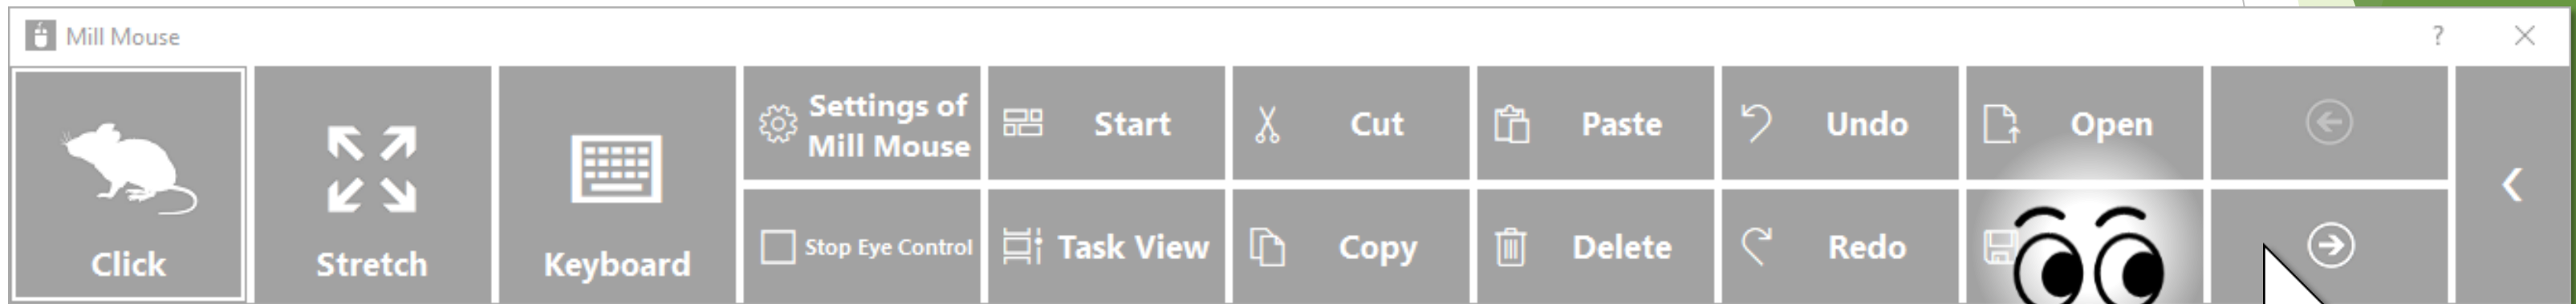 Mill Mouse
?
Click
Stretch
Keyboard
Settings of
Mill Mouse
Start
Cut
Paste
Undo
Open
Stop Eye Control
Task View
Copy
Delete
Redo